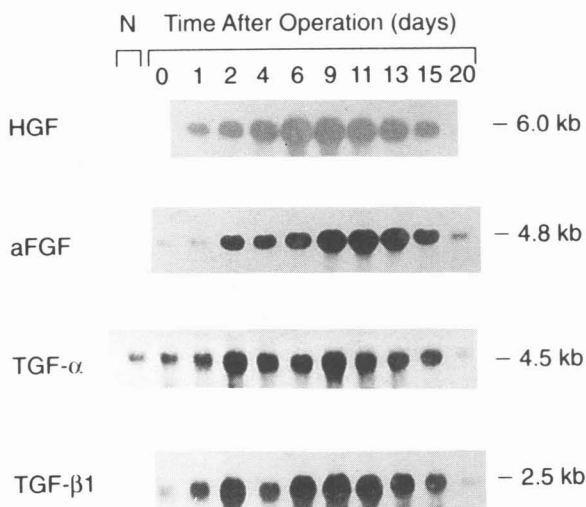 N Time After Operation (days)
0 1 2 4 6 9 11 13 15 20
HGF – 6.0 kb
aFGF – 4.8 kb
TGF-α – 4.5 kb
TGF-β1 – 2.5 kb